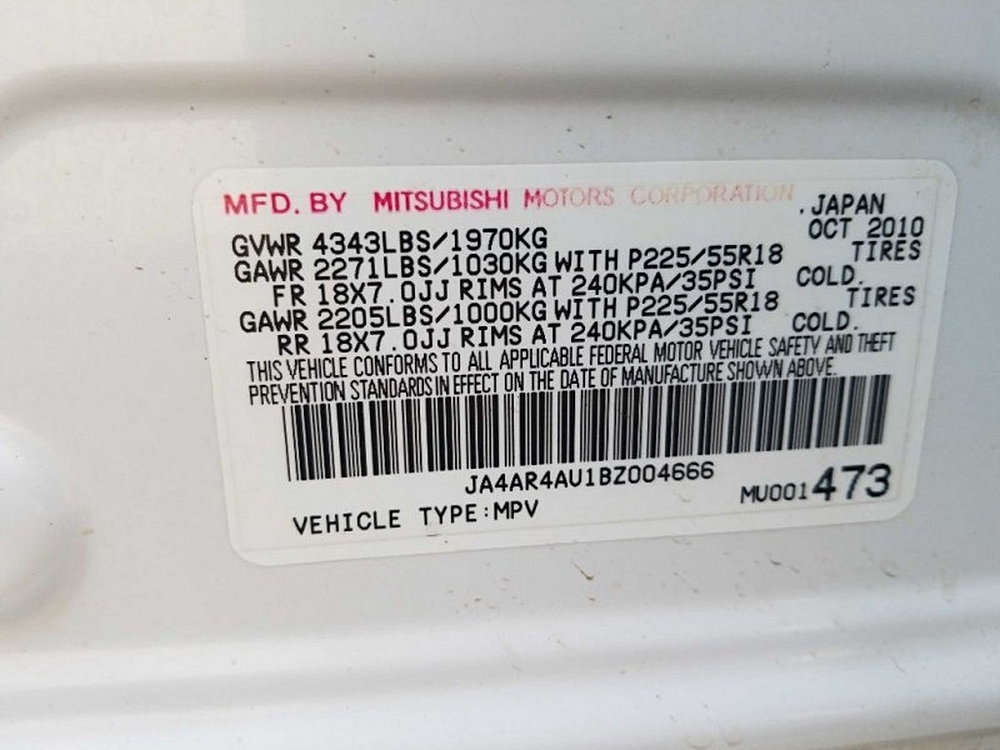 MFD. BY MITSUBISHI MOTORS CORPORATION .JAPAN
GVWR 4343LBS/1970KG OCT 2010
GAWR 2271LBS/1030KG WITH P225/55R18 TIRES
FR 18X7.0JJ RIMS AT 240KPA/35PSI COLD.
GAWR 2205LBS/1000KG WITH P225/55R18 TIRES
RR 18X7.0JJ RIMS AT 240KPA/35PSI COLD.
THIS VEHICLE CONFORMS TO ALL APPLICABLE FEDERAL MOTOR VEHICLE SAFETY AND THEFT
PREVENTION STANDARDS IN EFFECT ON THE DATE OF MANUFACTURE SHOWN ABOVE.
JA4AR4AU1BZ004666
VEHICLE TYPE:MPV MU001473